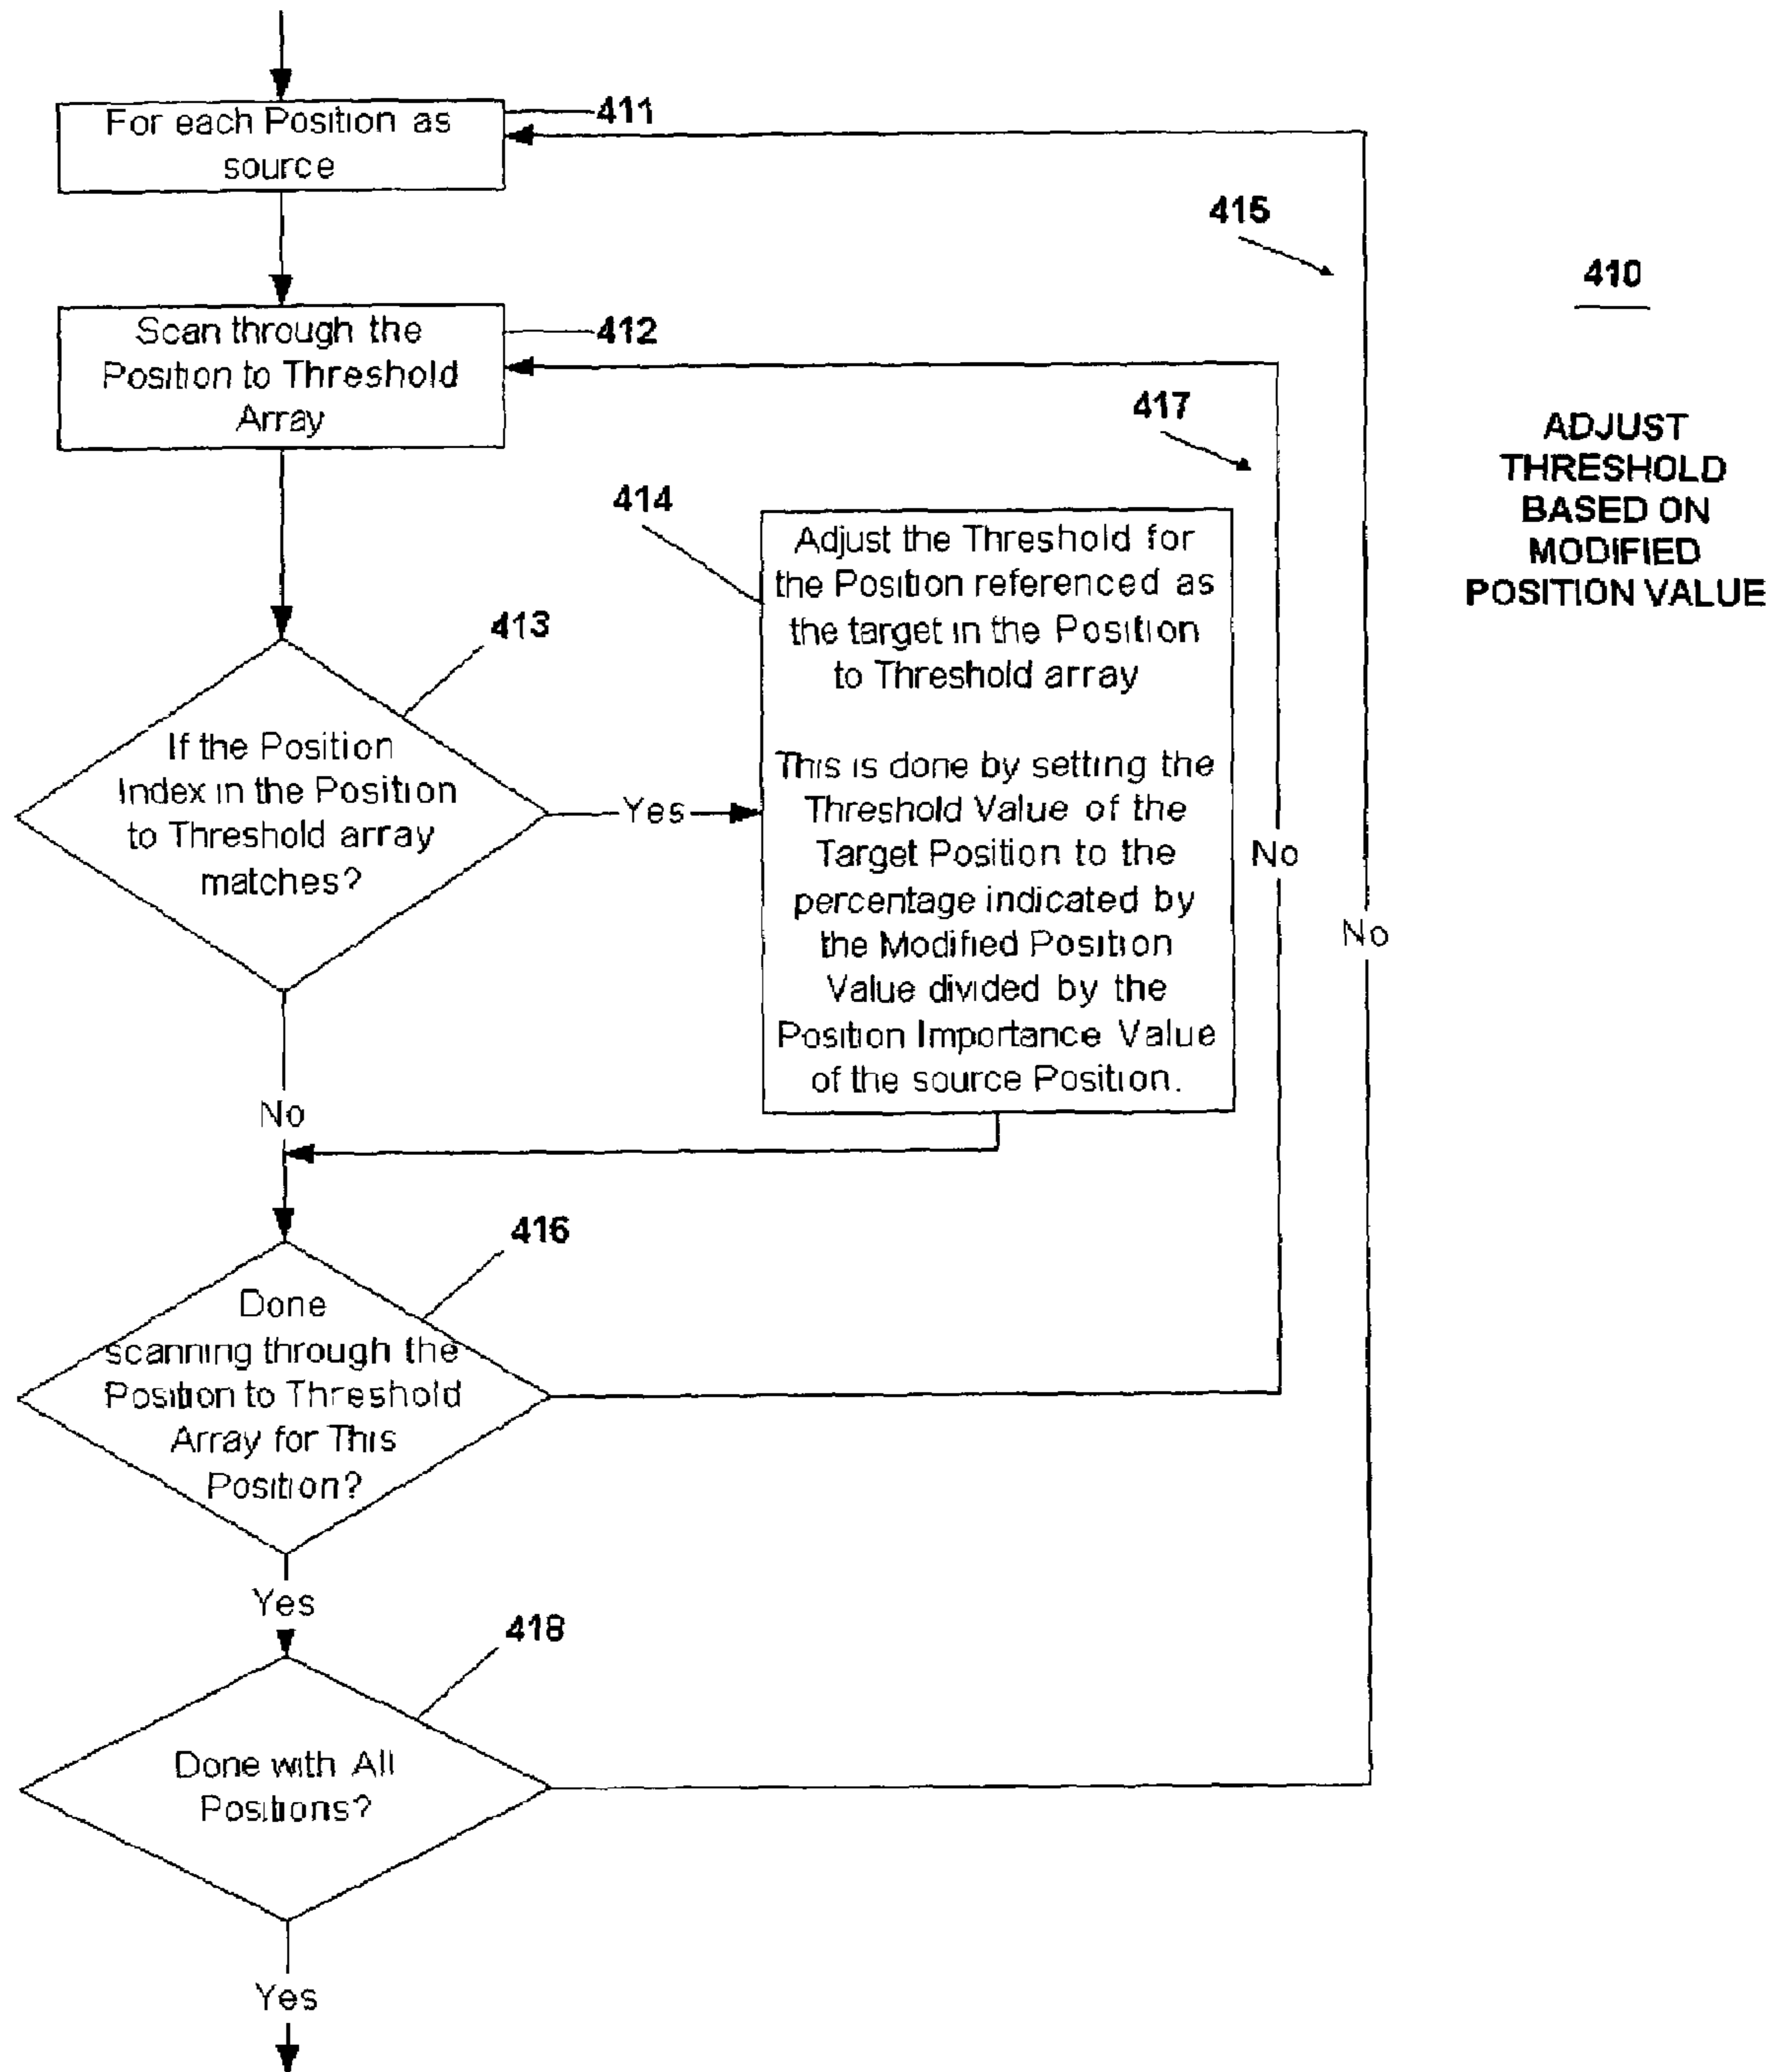 For each Position as
source
411
415
410
Scan through the
Position to Threshold
Array
412
417
ADJUST
THRESHOLD
BASED ON
MODIFIED
POSITION VALUE
414
Adjust the Threshold for
the Position referenced as
the target in the Position
to Threshold array
This is done by setting the
Threshold Value of the
Target Position to the
percentage indicated by
the Modified Position
Value divided by the
Position Importance Value
of the source Position.
413
If the Position
Index in the Position
to Threshold array
matches?
Yes
No
No
No
416
Done
scanning through the
Position to Threshold
Array for This
Position?
Yes
418
Done with All
Positions?
Yes